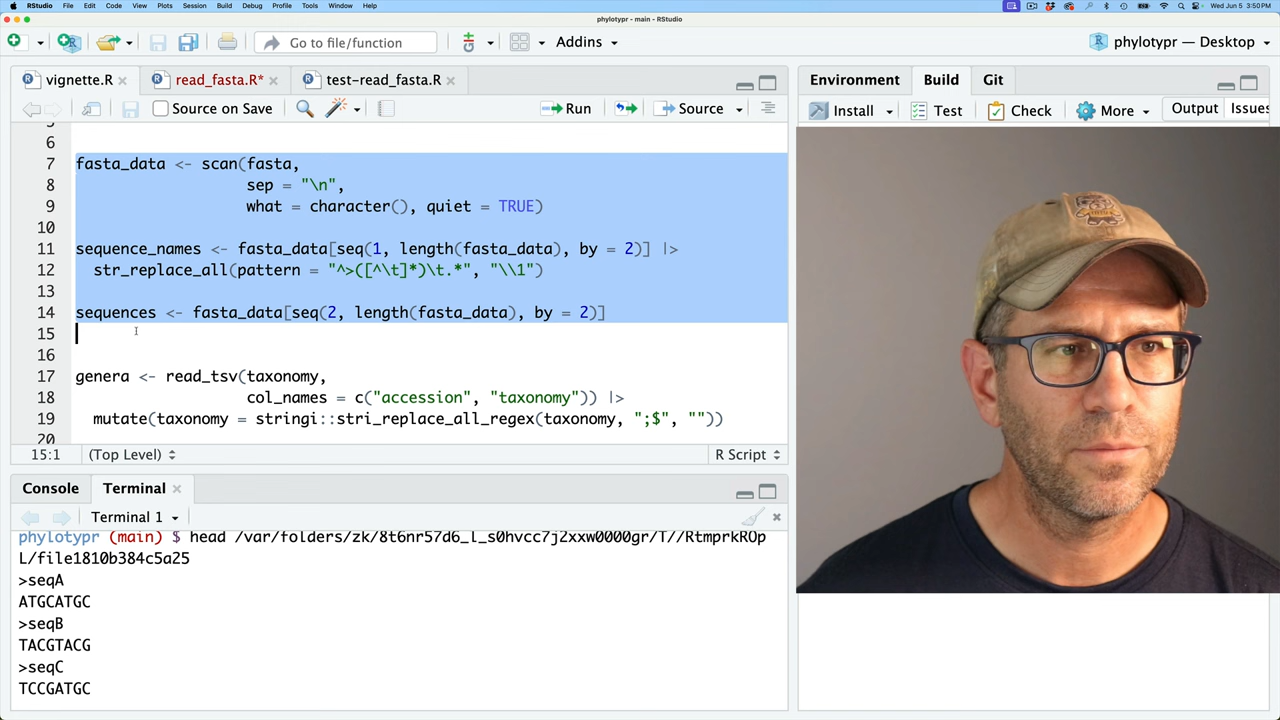 RStudio File Edit Code View Plots Session Build Debug Profile Tools Window Help Wed Jun 5 3:50PM
phylotypr - main - RStudio
Go to file/function Addins phylotypr — Desktop
vignette.R read_fasta.R* test-read_fasta.R
Source on Save Run Source
6
7 fasta_data <- scan(fasta,
8 sep = "\n",
9 what = character(), quiet = TRUE)
10
11 sequence_names <- fasta_data[seq(1, length(fasta_data), by = 2)] |>
12 str_replace_all(pattern = "^>([^\t]*)\t.*", "\\1")
13
14 sequences <- fasta_data[seq(2, length(fasta_data), by = 2)]
15
16
17 genera <- read_tsv(taxonomy,
18 col_names = c("accession", "taxonomy")) |>
19 mutate(taxonomy = stringi::stri_replace_all_regex(taxonomy, ";$", ""))
20
15:1 (Top Level) R Script
Console Terminal
Terminal 1
phylotypr (main) $ head /var/folders/zk/8t6nr57d6_l_s0hvcc7j2xxw0000gr/T//RtmprkROp
L/file1810b384c5a25
>seqA
ATGCATGC
>seqB
TACGTACG
>seqC
TCCGATGC
Environment Build Git
Install Test Check More Output Issues